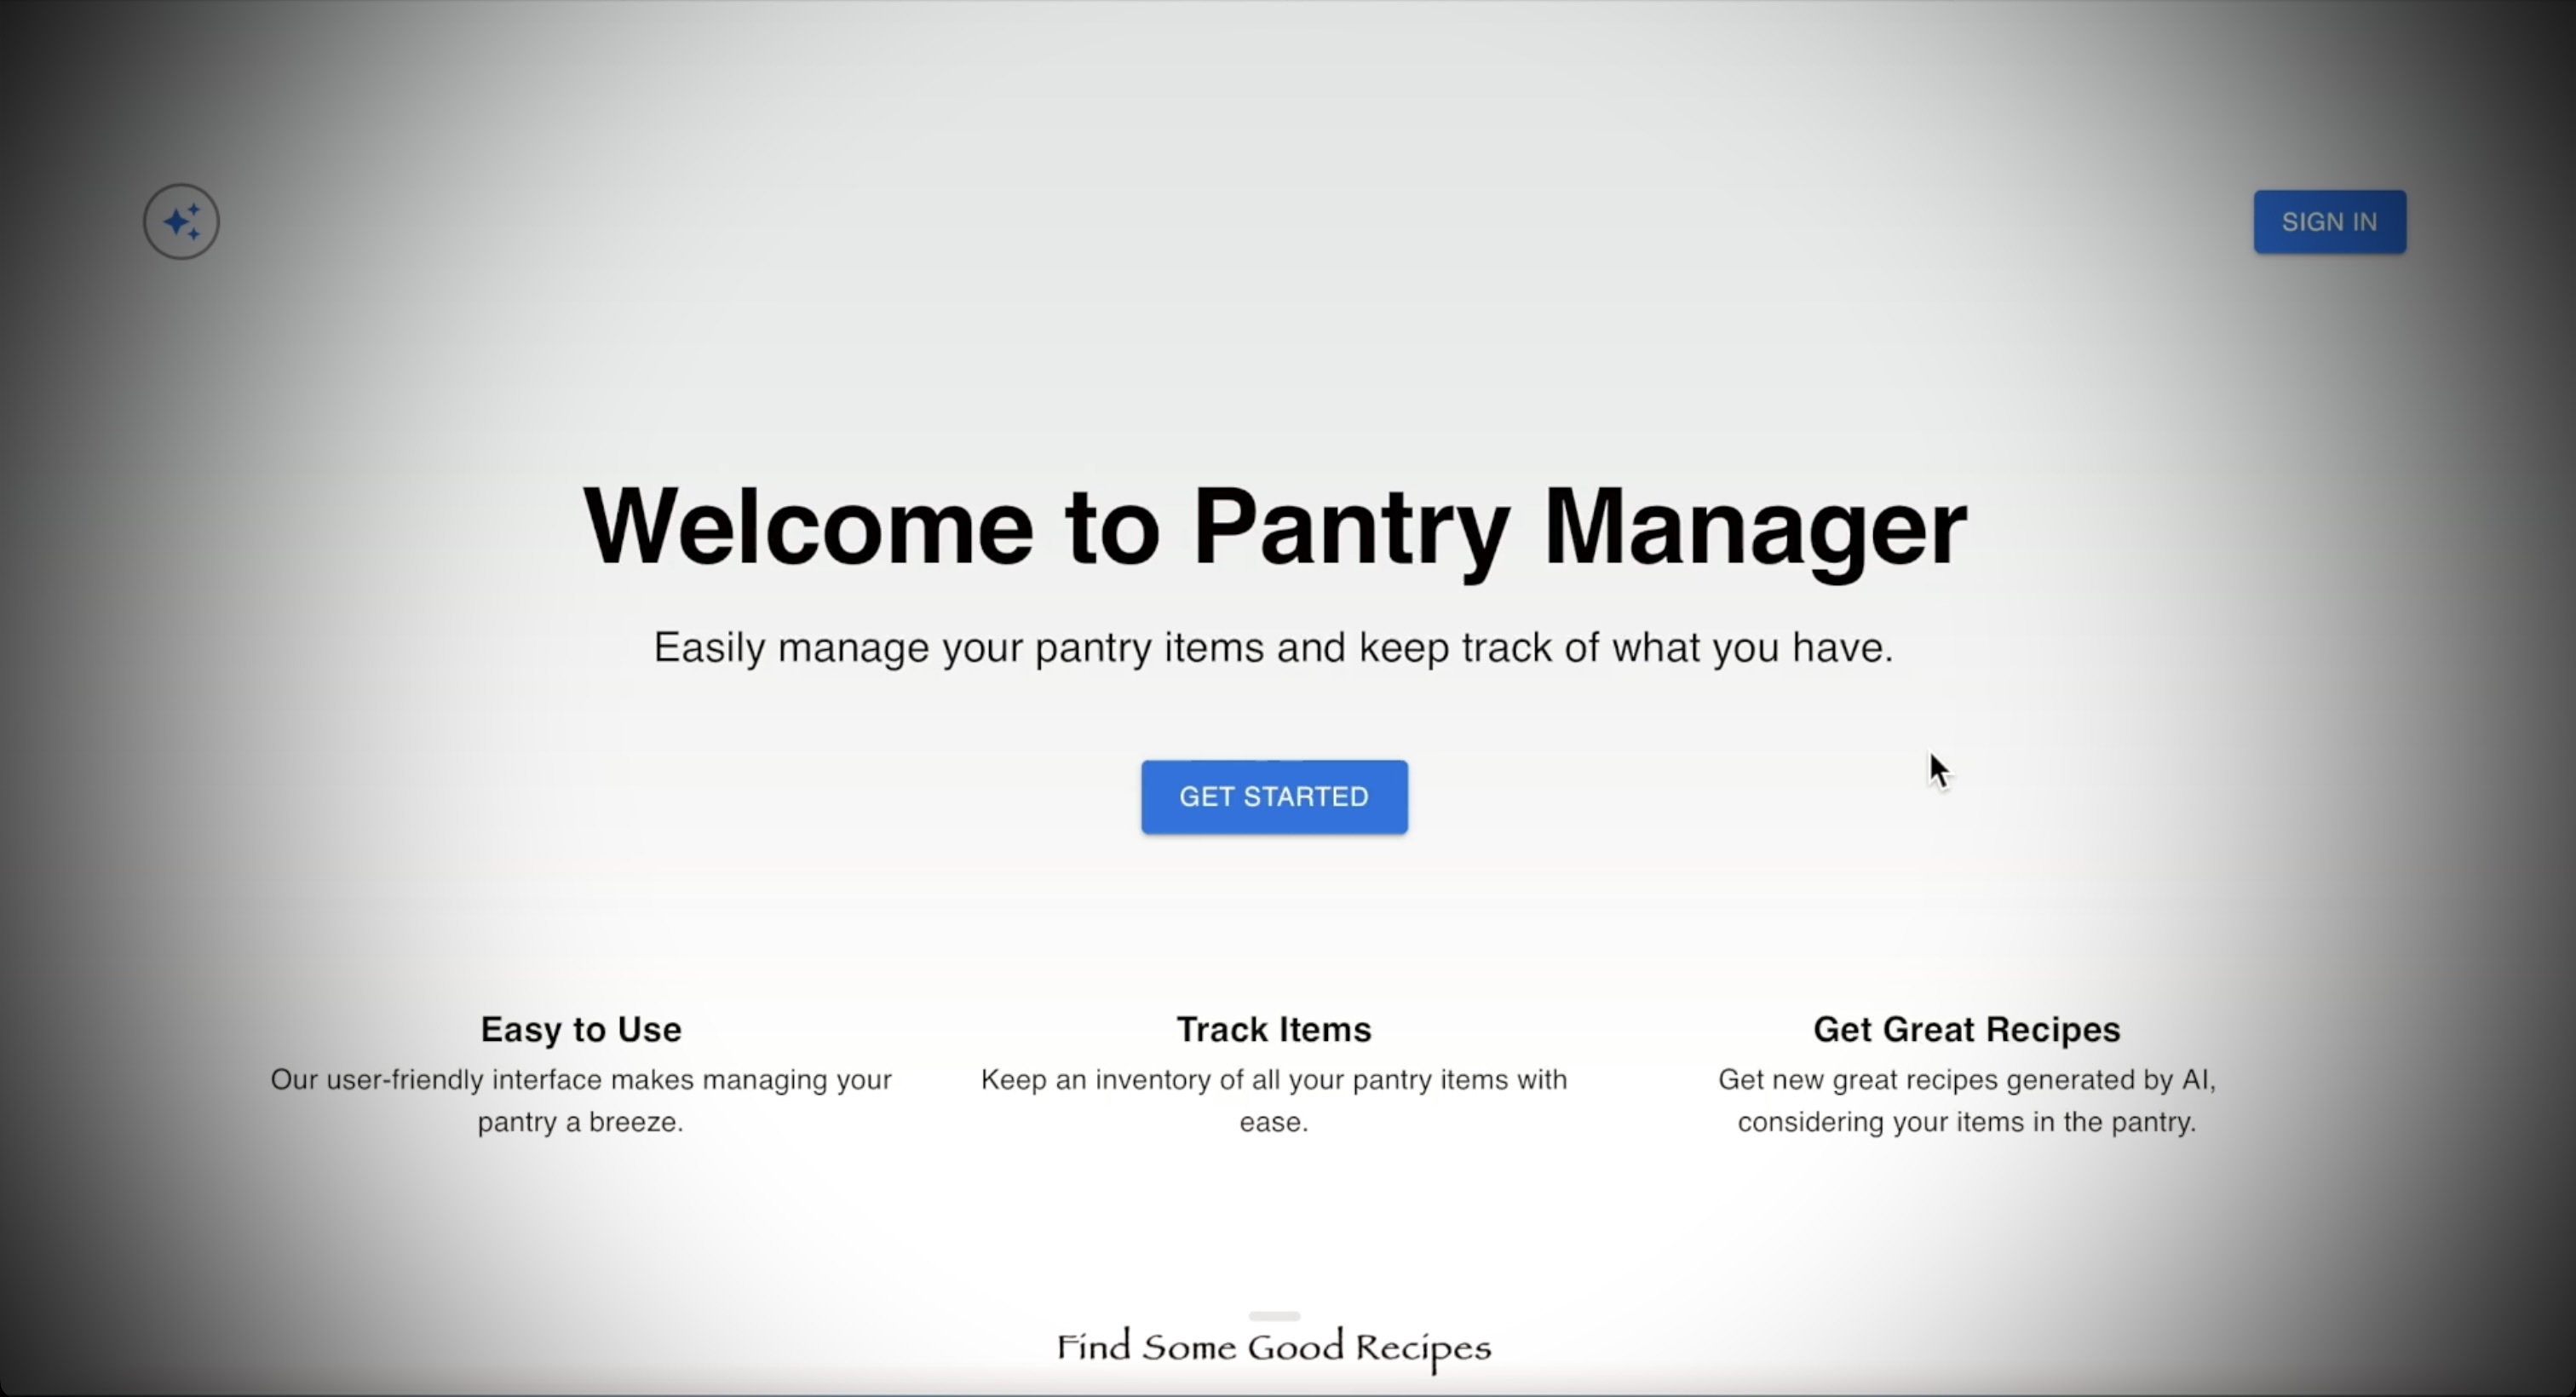 SIGN IN
Welcome to Pantry Manager
Easily manage your pantry items and keep track of what you have.
GET STARTED
Easy to Use
Our user-friendly interface makes managing your
pantry a breeze.
Track Items
Keep an inventory of all your pantry items with
ease.
Get Great Recipes
Get new great recipes generated by AI,
considering your items in the pantry.
Find Some Good Recipes